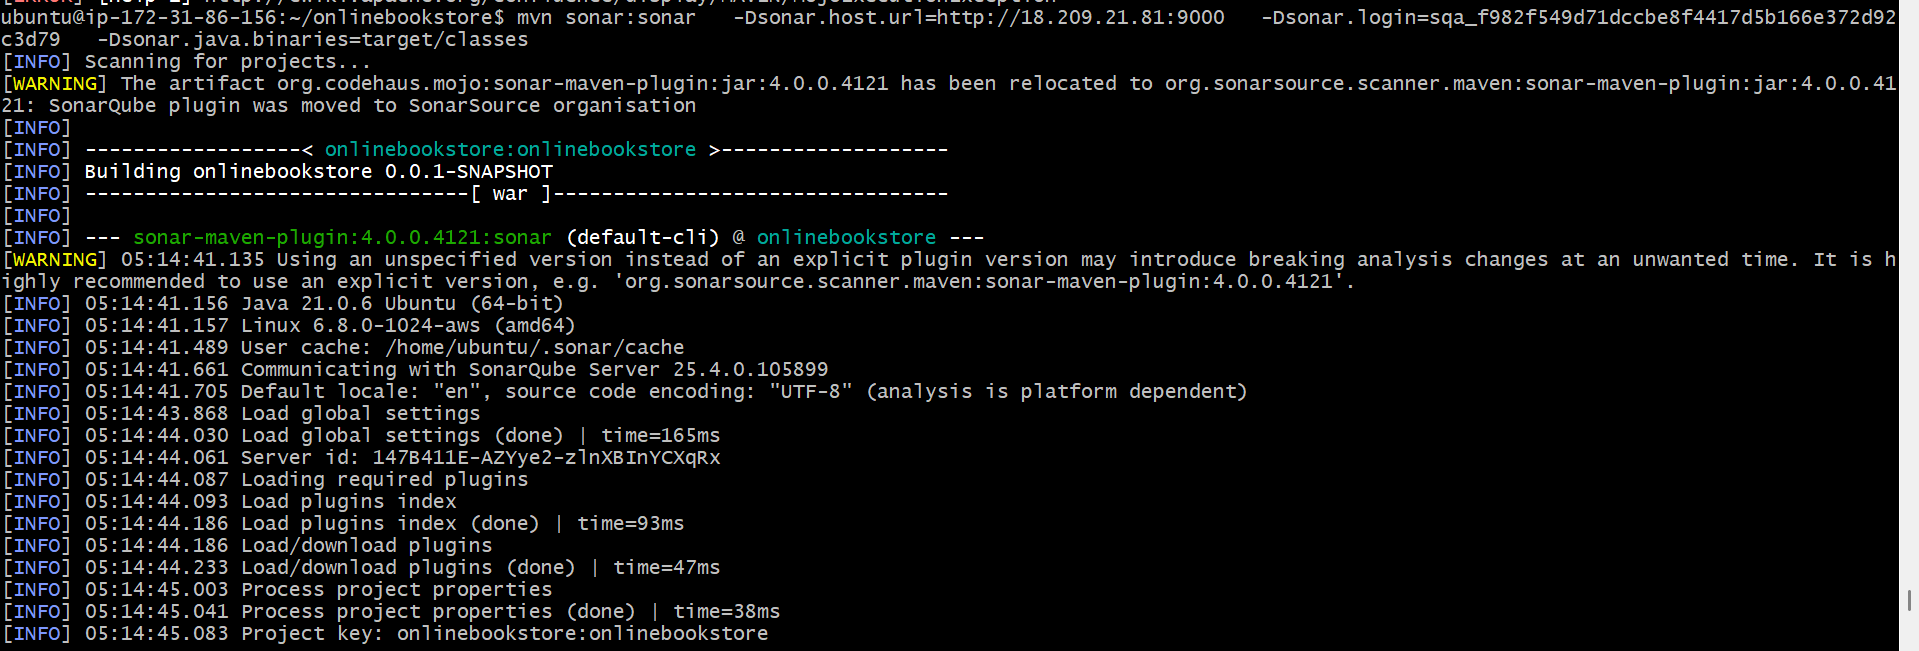 ubuntu@ip-172-31-86-156:~/onlinebookstore$ mvn sonar:sonar   -Dsonar.host.url=http://18.209.21.81:9000   -Dsonar.login=sqa_f982f549d71dccbe8f4417d5b166e372d92
c3d79   -Dsonar.java.binaries=target/classes
[INFO] Scanning for projects...
[WARNING] The artifact org.codehaus.mojo:sonar-maven-plugin:jar:4.0.0.4121 has been relocated to org.sonarsource.scanner.maven:sonar-maven-plugin:jar:4.0.0.41
21: SonarQube plugin was moved to SonarSource organisation
[INFO]
[INFO] ------------------< onlinebookstore:onlinebookstore >-------------------
[INFO] Building onlinebookstore 0.0.1-SNAPSHOT
[INFO] --------------------------------[ war ]---------------------------------
[INFO]
[INFO] --- sonar-maven-plugin:4.0.0.4121:sonar (default-cli) @ onlinebookstore ---
[WARNING] 05:14:41.135 Using an unspecified version instead of an explicit plugin version may introduce breaking analysis changes at an unwanted time. It is h
ighly recommended to use an explicit version, e.g. 'org.sonarsource.scanner.maven:sonar-maven-plugin:4.0.0.4121'.
[INFO] 05:14:41.156 Java 21.0.6 Ubuntu (64-bit)
[INFO] 05:14:41.157 Linux 6.8.0-1024-aws (amd64)
[INFO] 05:14:41.489 User cache: /home/ubuntu/.sonar/cache
[INFO] 05:14:41.661 Communicating with SonarQube Server 25.4.0.105899
[INFO] 05:14:41.705 Default locale: "en", source code encoding: "UTF-8" (analysis is platform dependent)
[INFO] 05:14:43.868 Load global settings
[INFO] 05:14:44.030 Load global settings (done) | time=165ms
[INFO] 05:14:44.061 Server id: 147B411E-AZYye2-zlnXBInYCXqRx
[INFO] 05:14:44.087 Loading required plugins
[INFO] 05:14:44.093 Load plugins index
[INFO] 05:14:44.186 Load plugins index (done) | time=93ms
[INFO] 05:14:44.186 Load/download plugins
[INFO] 05:14:44.233 Load/download plugins (done) | time=47ms
[INFO] 05:14:45.003 Process project properties
[INFO] 05:14:45.041 Process project properties (done) | time=38ms
[INFO] 05:14:45.083 Project key: onlinebookstore:onlinebookstore